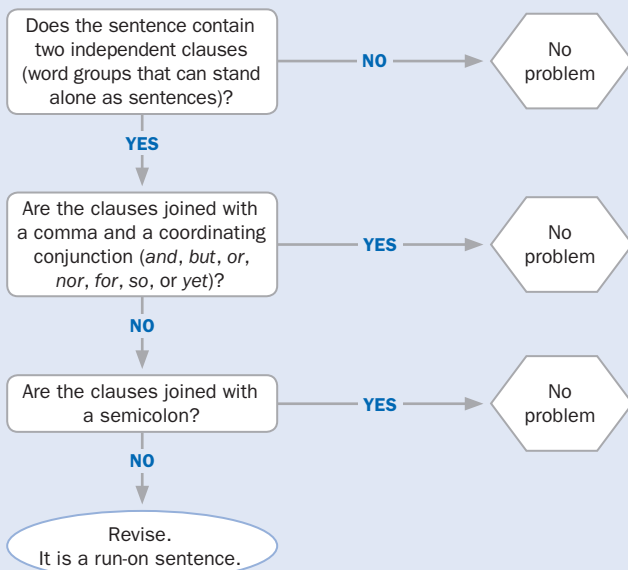 Does the sentence contain
two independent clauses
(word groups that can stand
alone as sentences)?
NO
No
problem
YES
Are the clauses joined with
a comma and a coordinating
conjunction (and, but, or,
nor, for, so, or yet)?
YES
No
problem
NO
Are the clauses joined with
a semicolon?
YES
No
problem
NO
Revise.
It is a run-on sentence.